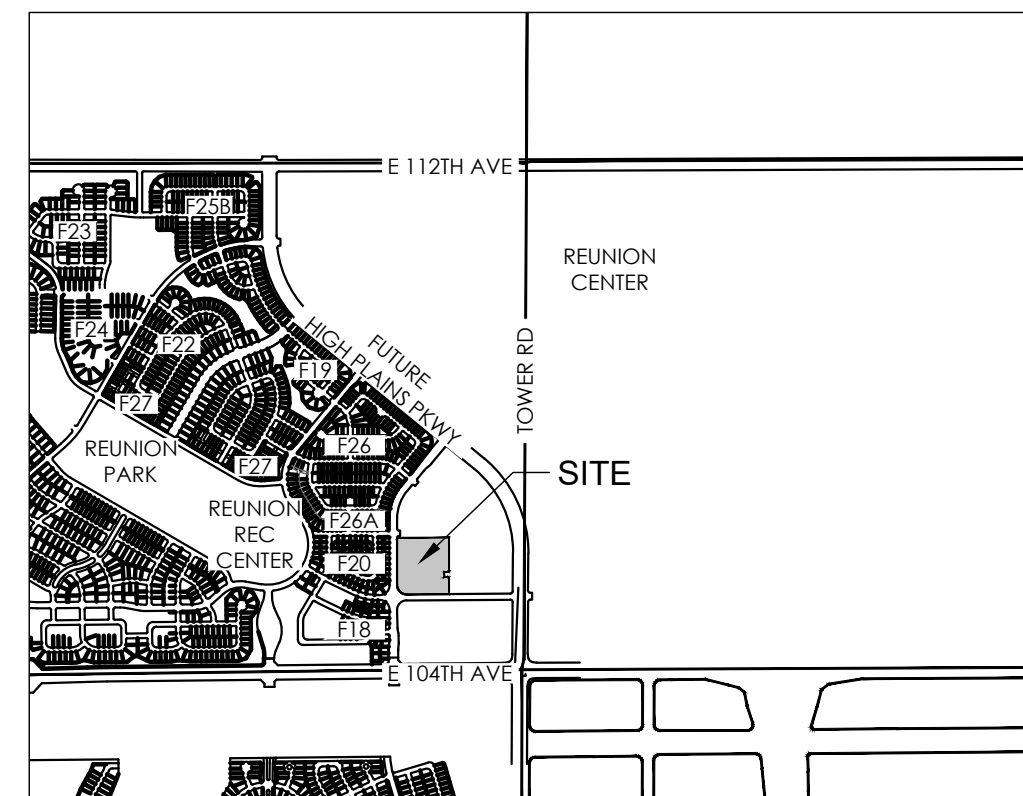 E 112TH AVE
F25B
F23
REUNION
CENTER
F24
F22
FUTURE
HIGH PLAINS PKWY
F19
TOWER RD
F27
REUNION
PARK
F26
F27
SITE
REUNION
REC
CENTER
F26A
F20
F18
E 104TH AVE